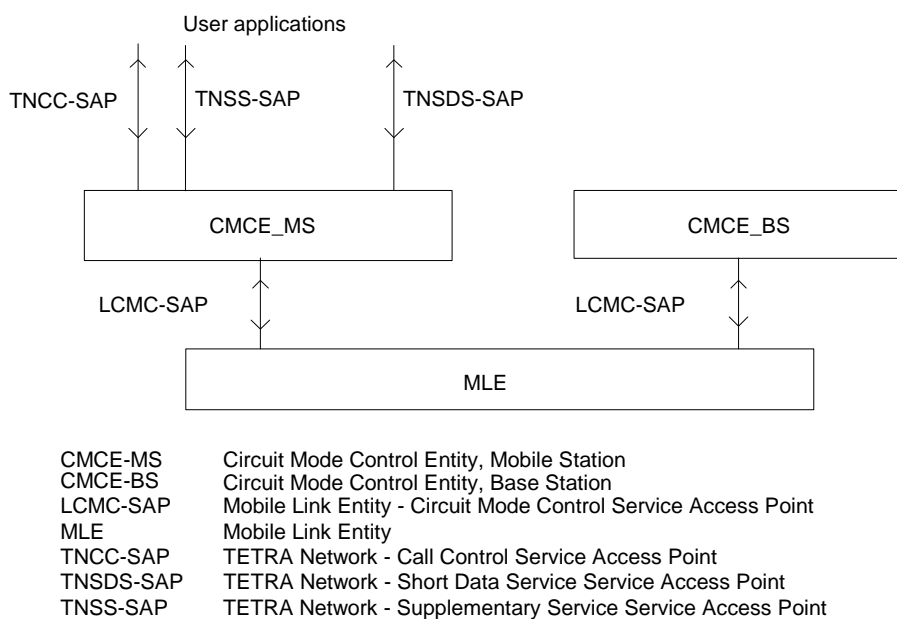 User applications
TNCC-SAP TNSS-SAP TNSDS-SAP
CMCE_MS CMCE_BS
LCMC-SAP LCMC-SAP
MLE
CMCE-MS Circuit Mode Control Entity, Mobile Station
CMCE-BS Circuit Mode Control Entity, Base Station
LCMC-SAP Mobile Link Entity - Circuit Mode Control Service Access Point
MLE Mobile Link Entity
TNCC-SAP TETRA Network - Call Control Service Access Point
TNSDS-SAP TETRA Network - Short Data Service Service Access Point
TNSS-SAP TETRA Network - Supplementary Service Service Access Point